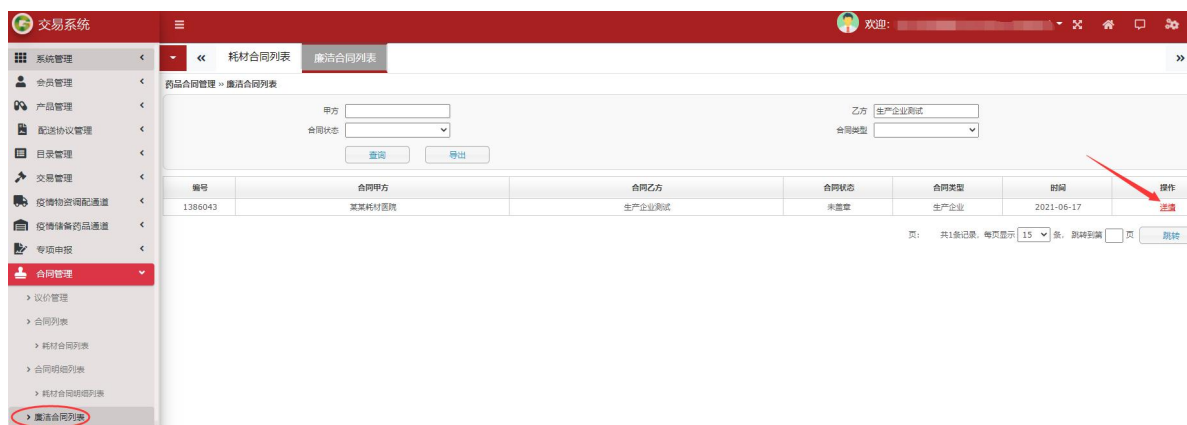 交易系统
欢迎:
系统管理
会员管理
产品管理
配送协议管理
目录管理
交易管理
疫情物资调配通道
疫情储备药品通道
专项申报
合同管理
议价管理
合同列表
耗材合同列表
合同明细列表
耗材合同明细列表
廉洁合同列表
耗材合同列表 廉洁合同列表
药品合同管理 » 廉洁合同列表
甲方 乙方 生产企业测试
合同状态 合同类型
查询 导出
编号 合同甲方 合同乙方 合同状态 合同类型 时间 操作
1386043 某某耗材医院 生产企业测试 未盖章 生产企业 2021-06-17
页: 共1条记录, 每页显示 15 条, 跳转到第 页 跳转